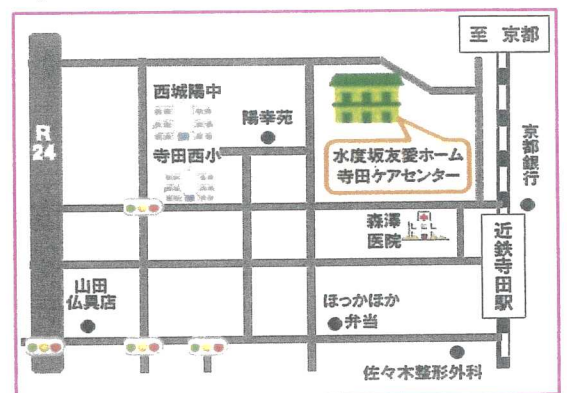 至 京都
西城陽中
陽幸苑
R
24
寺田西小
水度坂友愛ホーム
寺田ケアセンター
京都銀行
森澤
医院
近鉄寺田駅
山田
仏具店
ほっかほか
弁当
佐々木整形外科